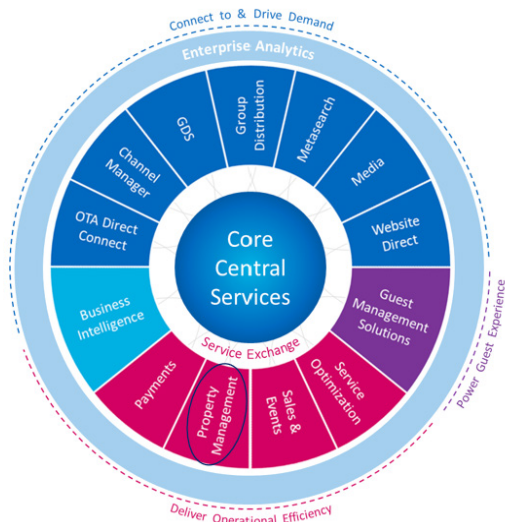 Connect to & Drive Demand
Enterprise Analytics
Group
Distribution
Metasearch
Media
Website
Direct
Guest
Management
Solutions
Service
Optimization
Sales &
Events
Property
Management
Payments
Business
Intelligence
OTA Direct
Connect
Channel
Manager
GDS
Core
Central
Services
Service Exchange
Power Guest Experience
Deliver Operational Efficiency